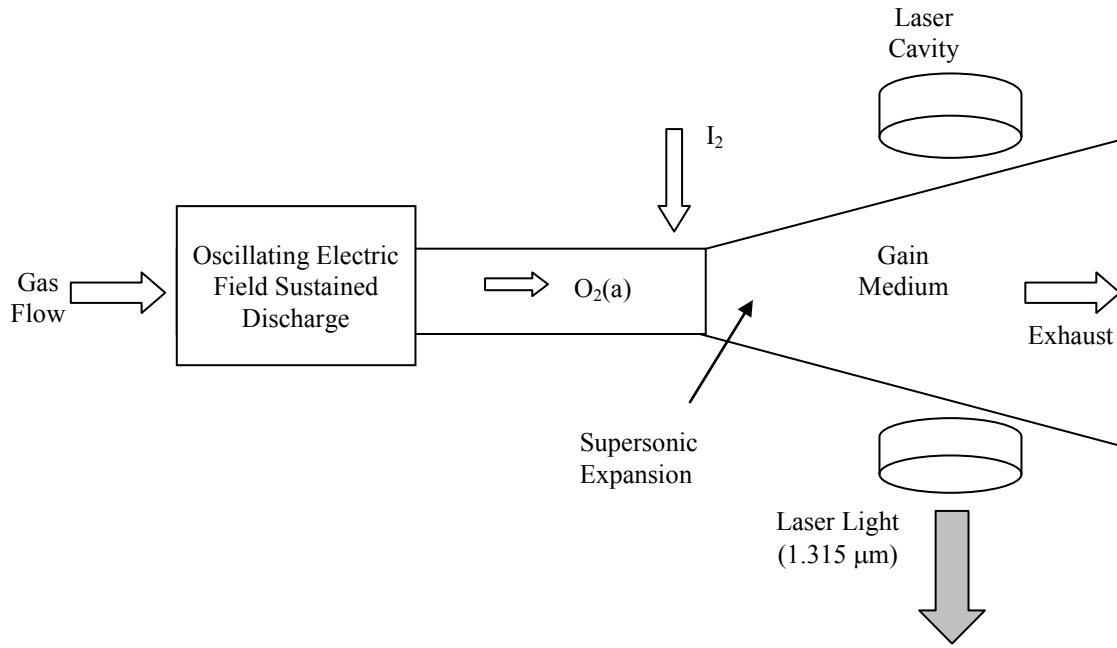 Laser
Cavity
I₂
Oscillating Electric
Field Sustained
Discharge
Gas
Flow
O₂(a)
Gain
Medium
Exhaust
Supersonic
Expansion
Laser Light
(1.315 μm)